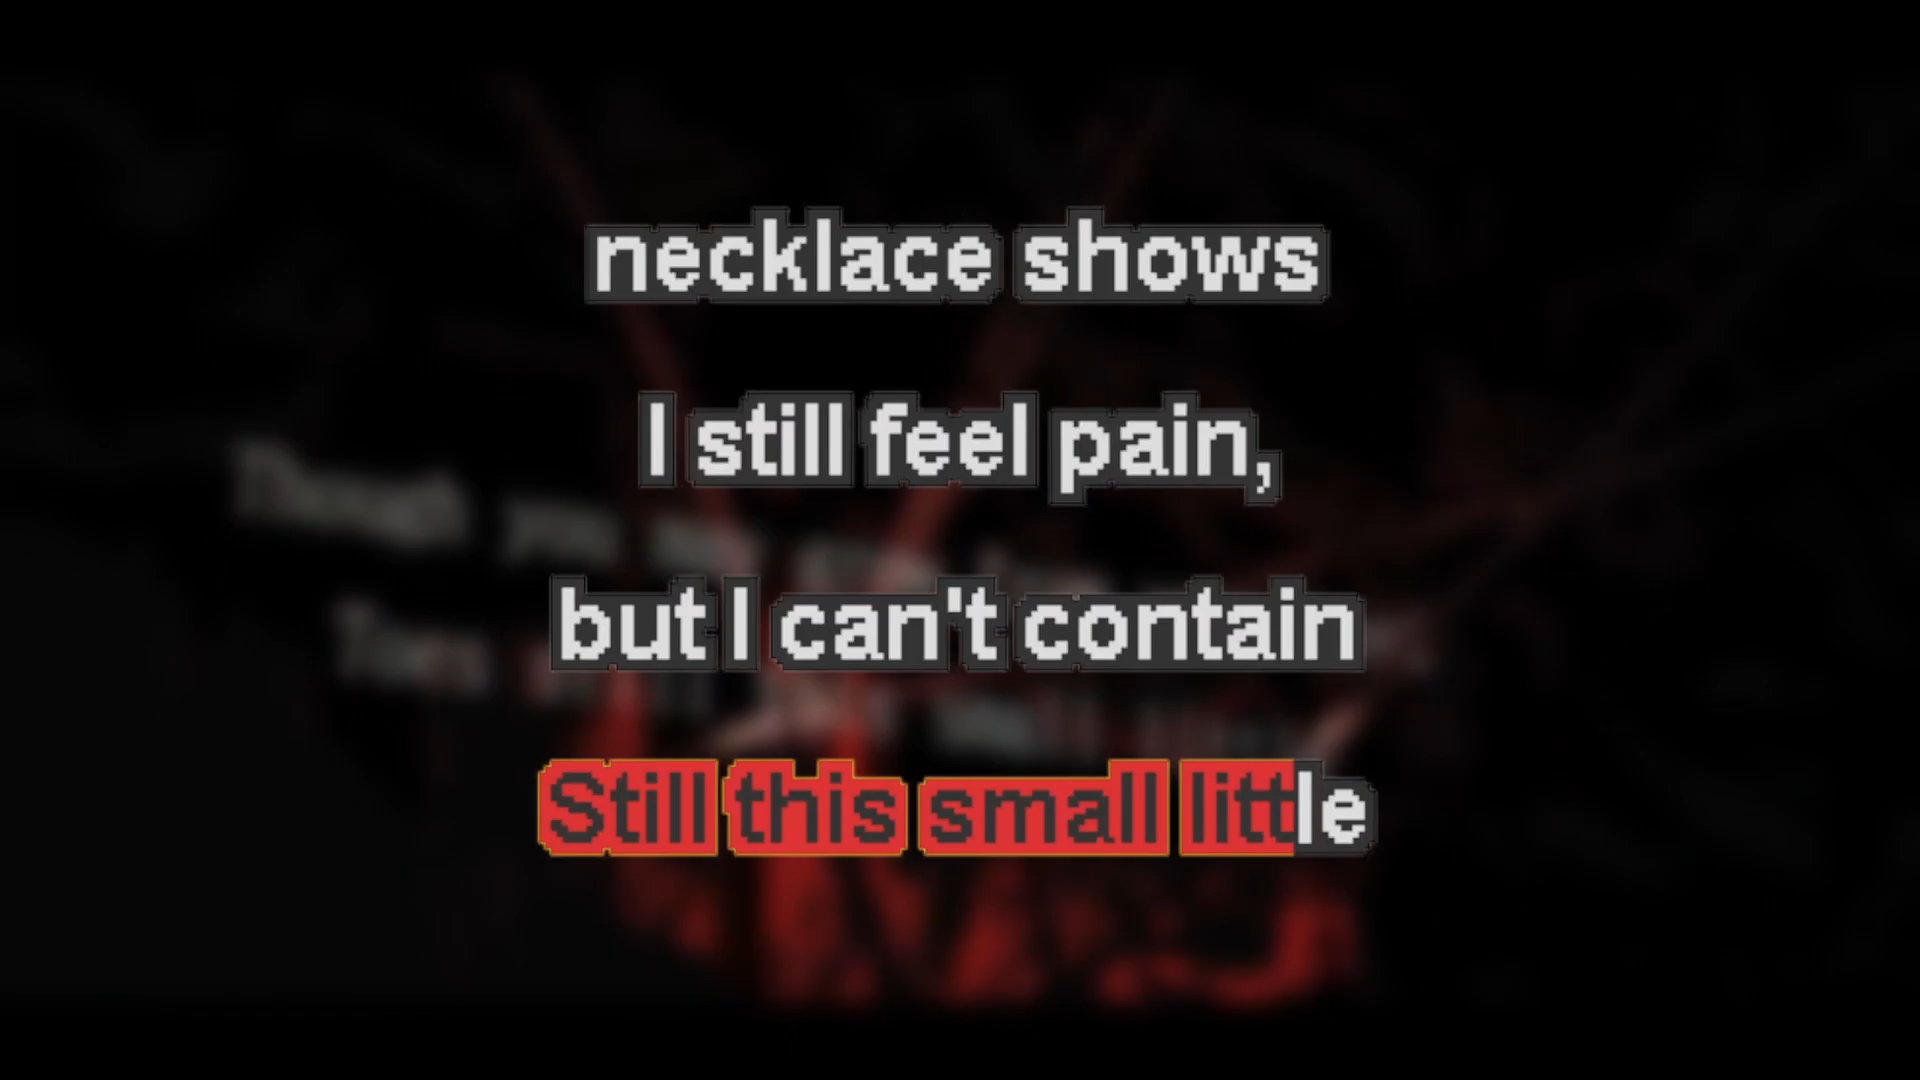 necklace shows
I still feel pain,
but I can't contain
Still this small little